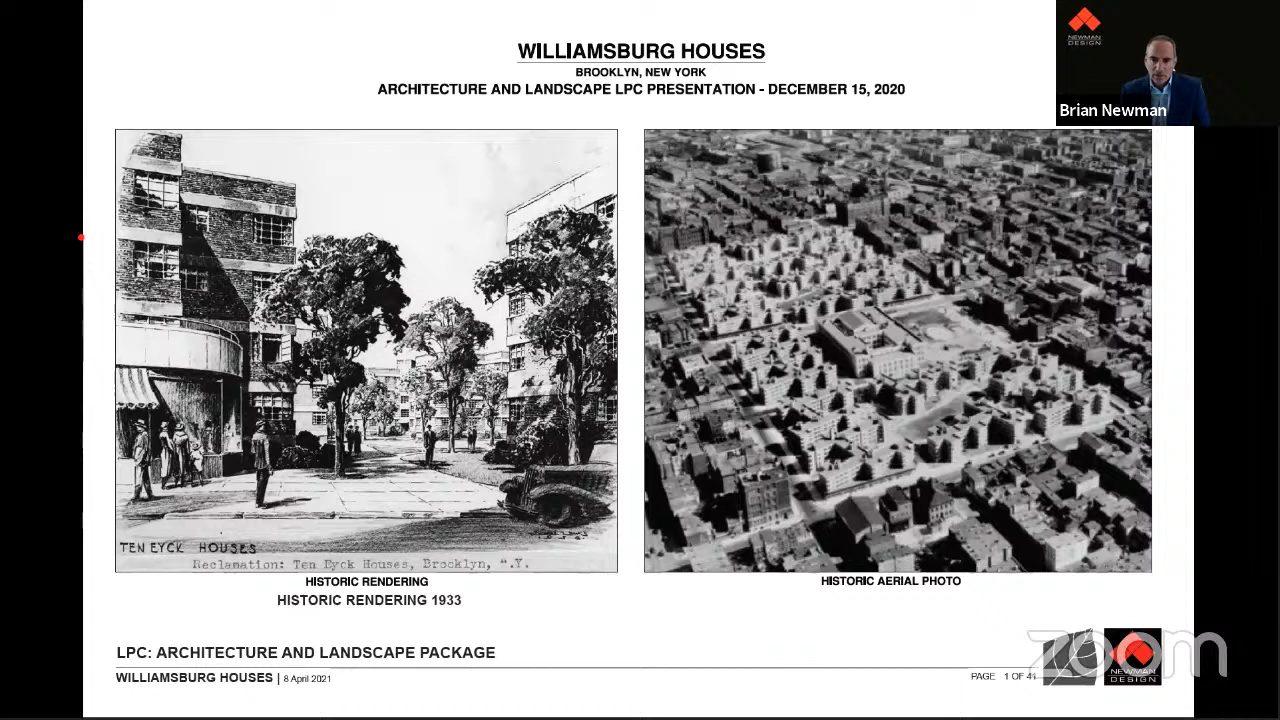 WILLIAMSBURG HOUSES
BROOKLYN, NEW YORK
ARCHITECTURE AND LANDSCAPE LPC PRESENTATION - DECEMBER 15, 2020
NEWMAN
DESIGN
Brian Newman
TEN EYCK HOUSES
Reclamation: Ten Eyck Houses, Brooklyn, ".Y.
HISTORIC RENDERING
HISTORIC RENDERING 1933
HISTORIC AERIAL PHOTO
LPC: ARCHITECTURE AND LANDSCAPE PACKAGE
WILLIAMSBURG HOUSES | 8 April 2021
PAGE 1 OF 41
zoom
NEWMAN
DESIGN